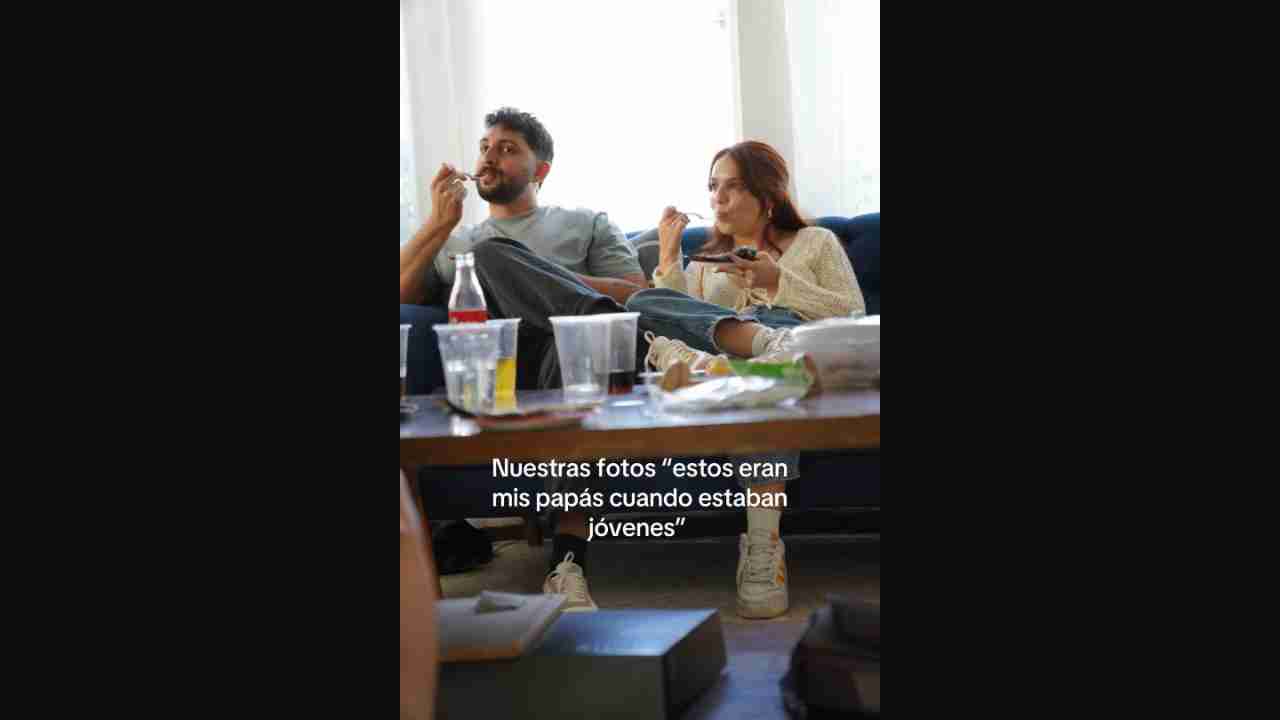 Nuestras fotos “estos eran
mis papás cuando estaban
jóvenes”